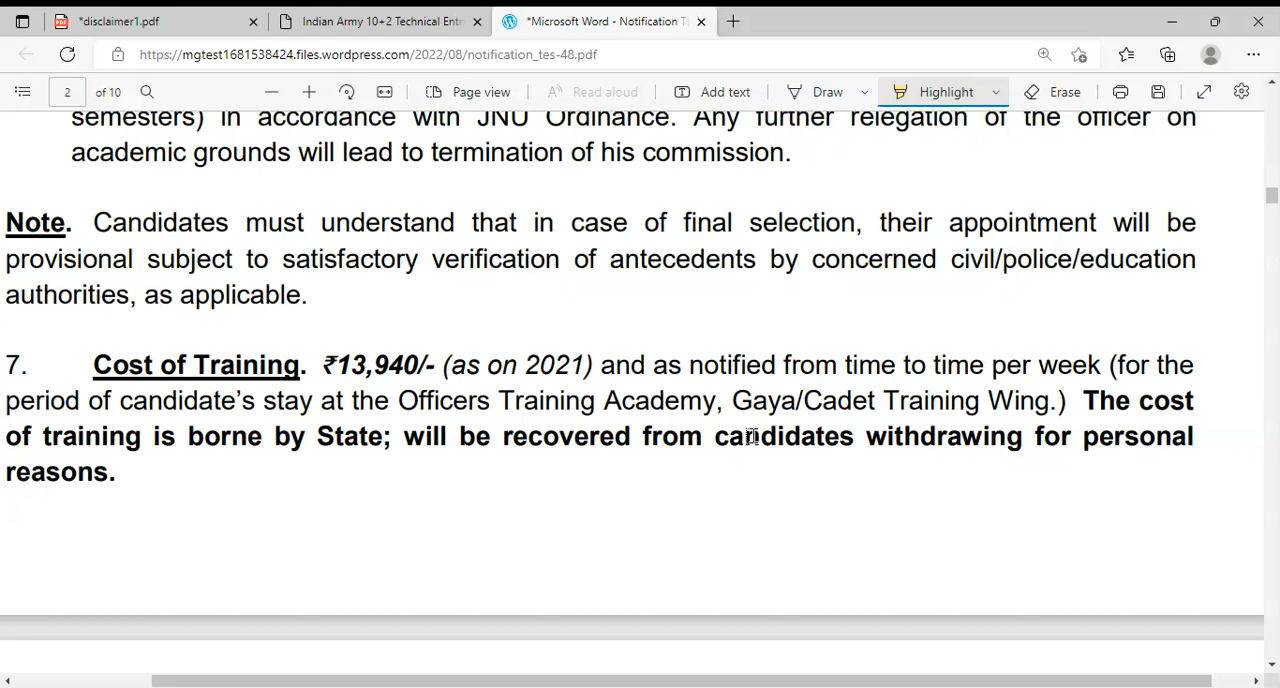 *disclaimer1.pdf
Indian Army 10+2 Technical Entr
*Microsoft Word - Notification T
https://mgtest1681538424.files.wordpress.com/2022/08/notification_tes-48.pdf
2 of 10
Page view
Read aloud
Add text
Draw
Highlight
Erase
semesters) in accordance with JNU Ordinance. Any further relegation of the officer on
academic grounds will lead to termination of his commission.
Note. Candidates must understand that in case of final selection, their appointment will be
provisional subject to satisfactory verification of antecedents by concerned civil/police/education
authorities, as applicable.
7. Cost of Training. ₹13,940/- (as on 2021) and as notified from time to time per week (for the
period of candidate’s stay at the Officers Training Academy, Gaya/Cadet Training Wing.) The cost
of training is borne by State; will be recovered from candidates withdrawing for personal
reasons.